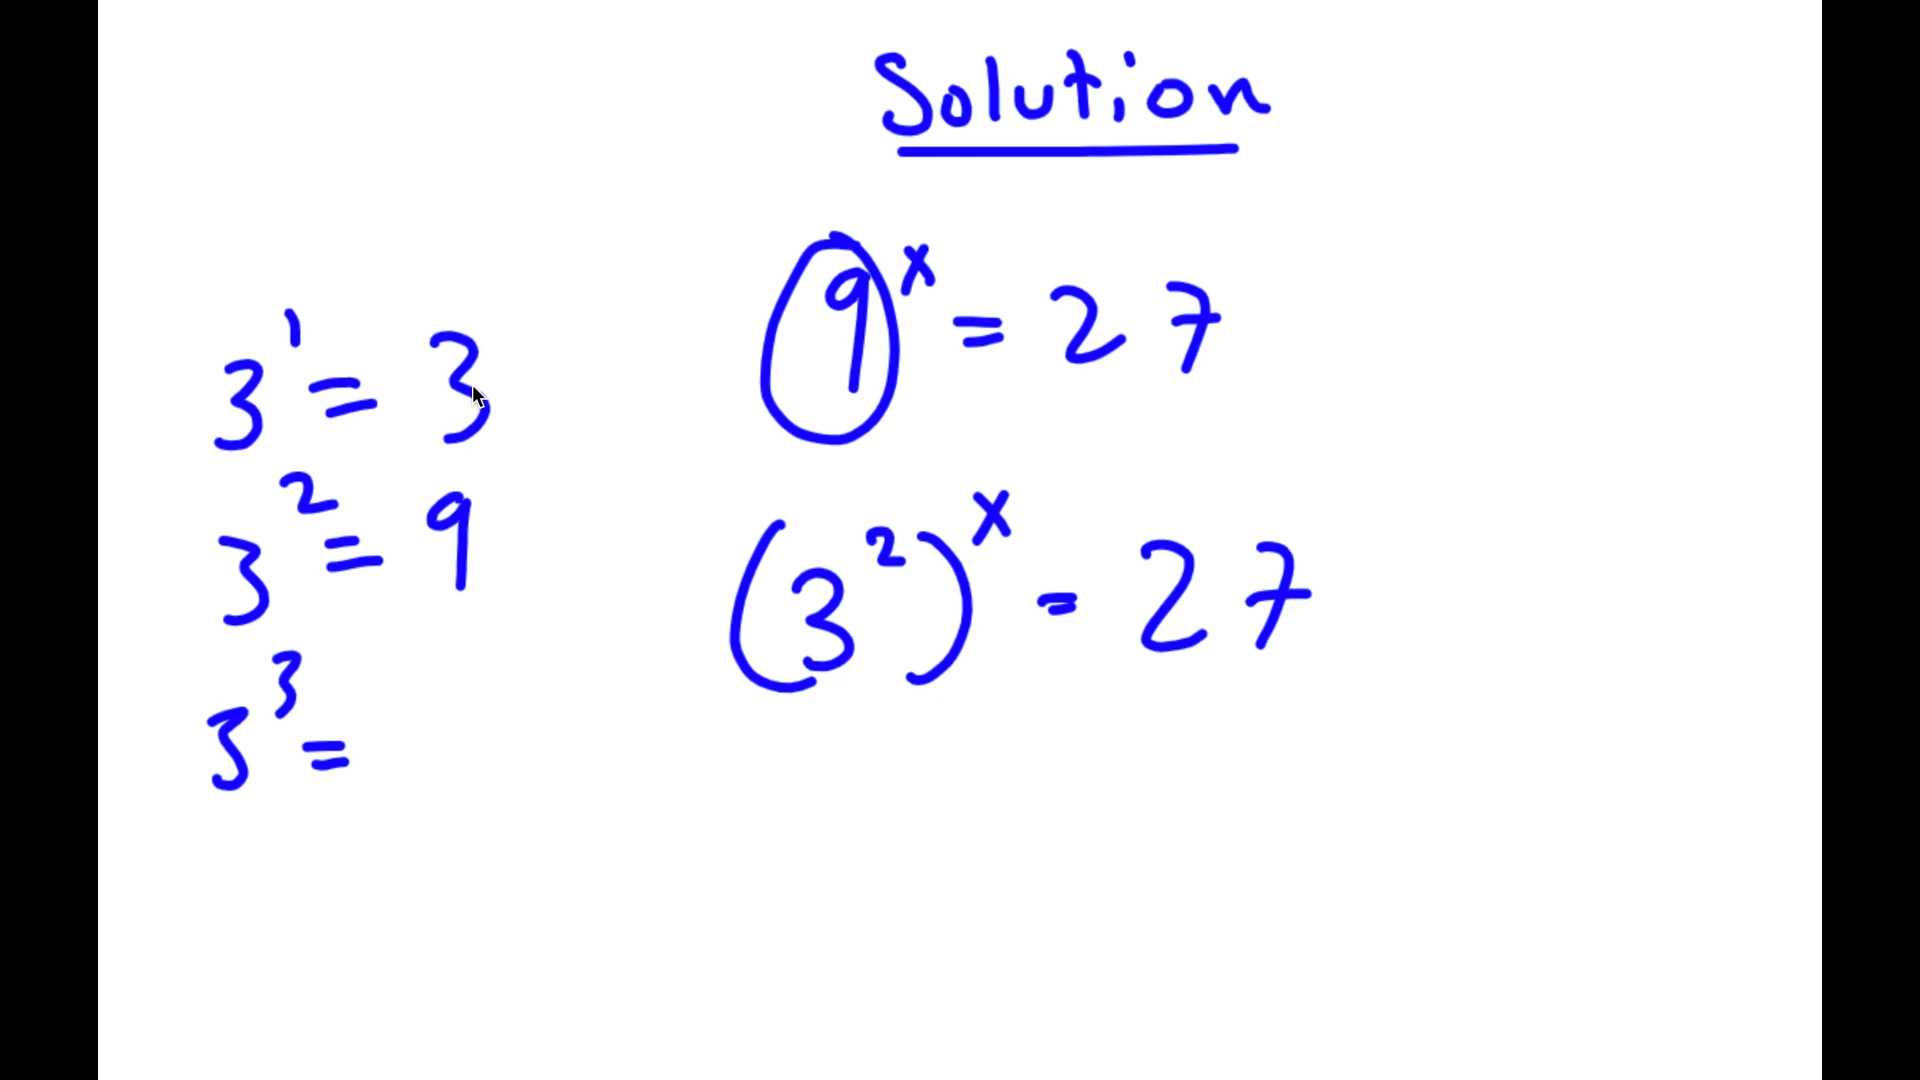 Solution
9^x = 27
3^1 = 3
3^2 = 9
(3^2)^x = 27
3^3 =